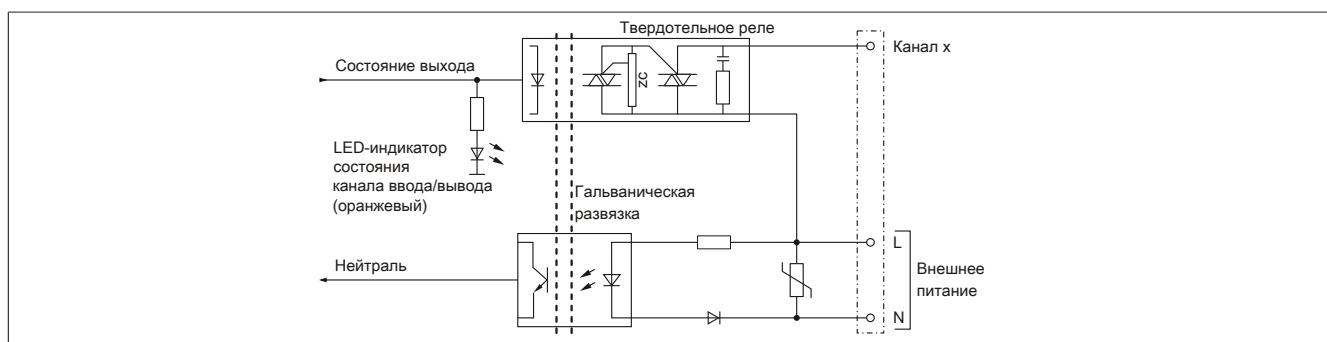 Твердотельное реле
Канал x
Состояние выхода
ZC
LED-индикатор
состояния
канала ввода/вывода
(оранжевый)
Гальваническая
развязка
L
Нейтраль
Внешнее
питание
N